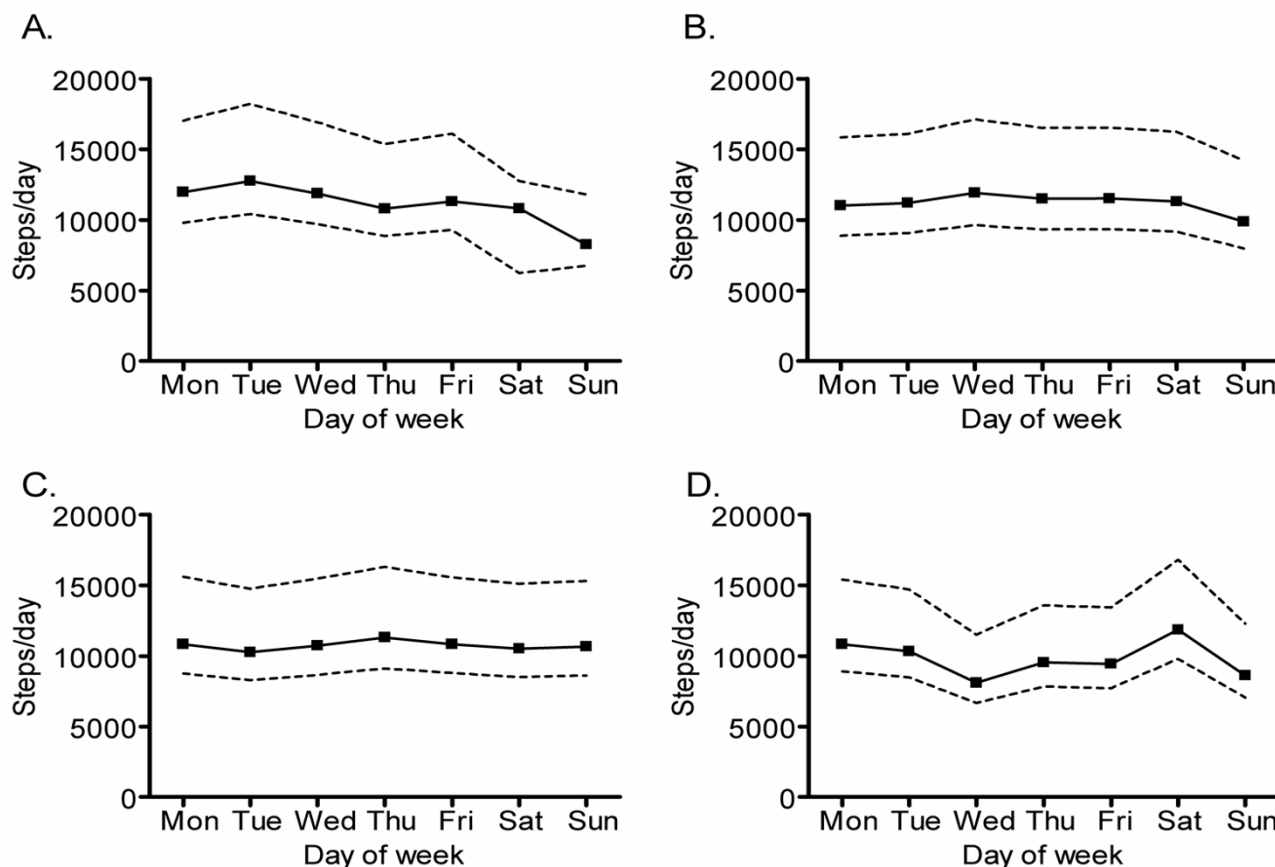 A.
20000
15000
10000
5000
0
Steps/day
Mon Tue Wed Thu Fri Sat Sun
Day of week
B.
20000
15000
10000
5000
0
Steps/day
Mon Tue Wed Thu Fri Sat Sun
Day of week
C.
20000
15000
10000
5000
0
Steps/day
Mon Tue Wed Thu Fri Sat Sun
Day of week
D.
20000
15000
10000
5000
0
Steps/day
Mon Tue Wed Thu Fri Sat Sun
Day of week